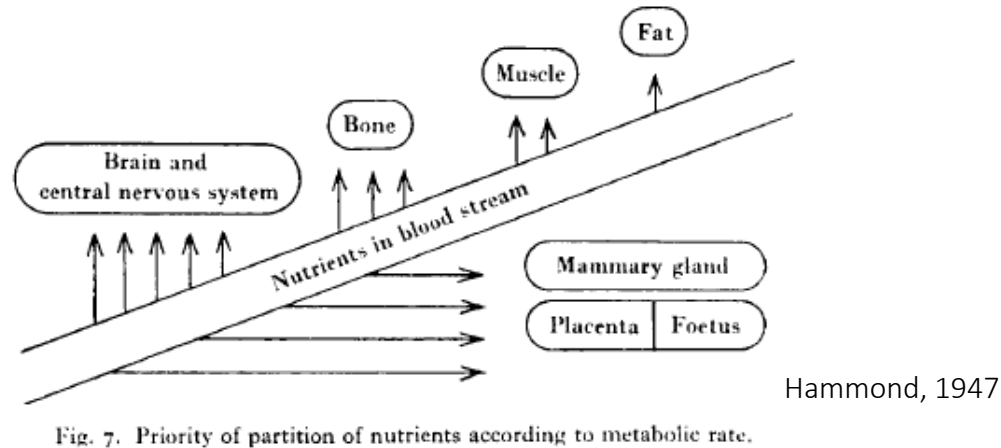 Fat
Muscle
Bone
Brain and
central nervous system
Nutrients in blood stream
Mammary gland
Placenta Foetus
Hammond, 1947
Fig. 7. Priority of partition of nutrients according to metabolic rate.